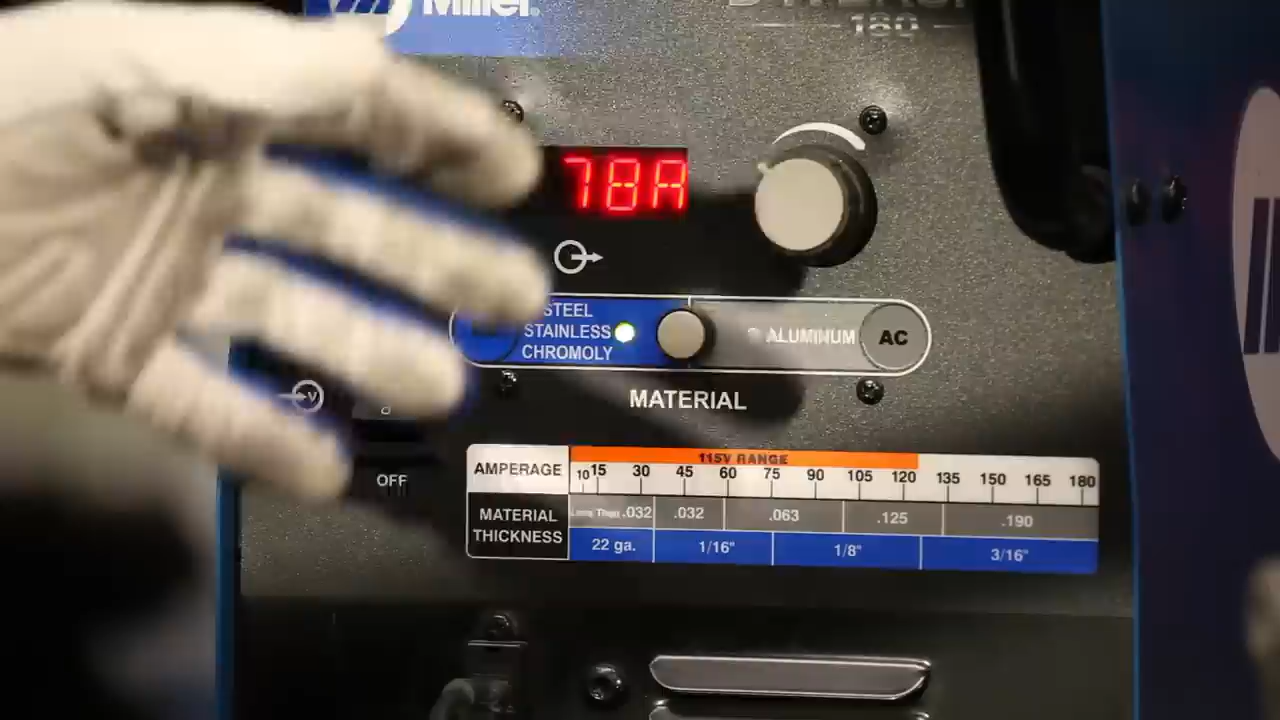 Miller
180
78A
STEEL
STAINLESS
CHROMOLY
ALUMINUM
AC
V
MATERIAL
OFF
115V RANGE
AMPERAGE
10 15 30 45 60 75 90 105 120 135 150 165 180
MATERIAL
THICKNESS
Less Than .032 .032 .063 .125 .190
22 ga. 1/16" 1/8" 3/16"